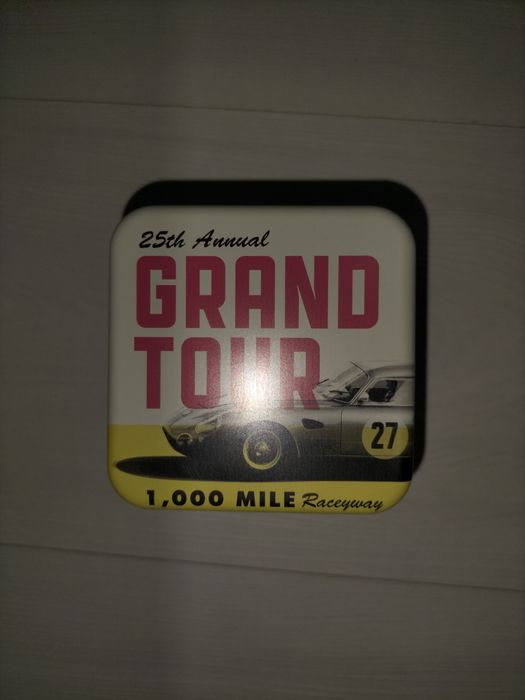 25th Annual
GRAND
TOUR
27
1,000 MILE Raceyway